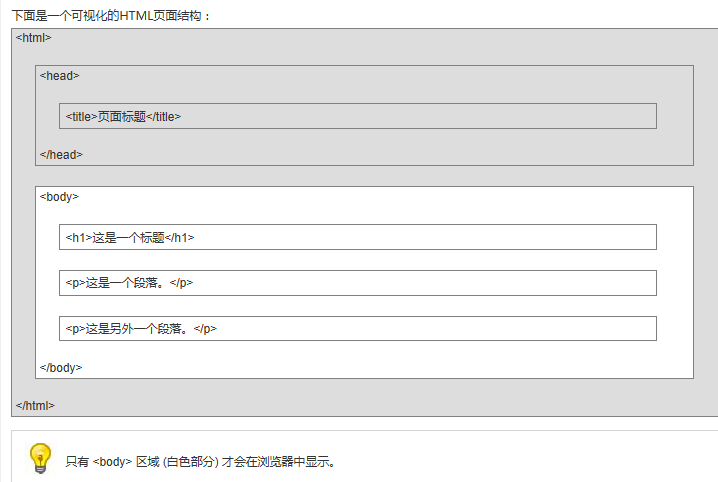 下面是一个可视化的HTML页面结构：
<html>
<head>
<title>页面标题</title>
</head>
<body>
<h1>这是一个标题</h1>
<p>这是一个段落。</p>
<p>这是另外一个段落。</p>
</body>
</html>
只有 <body> 区域 (白色部分) 才会在浏览器中显示。